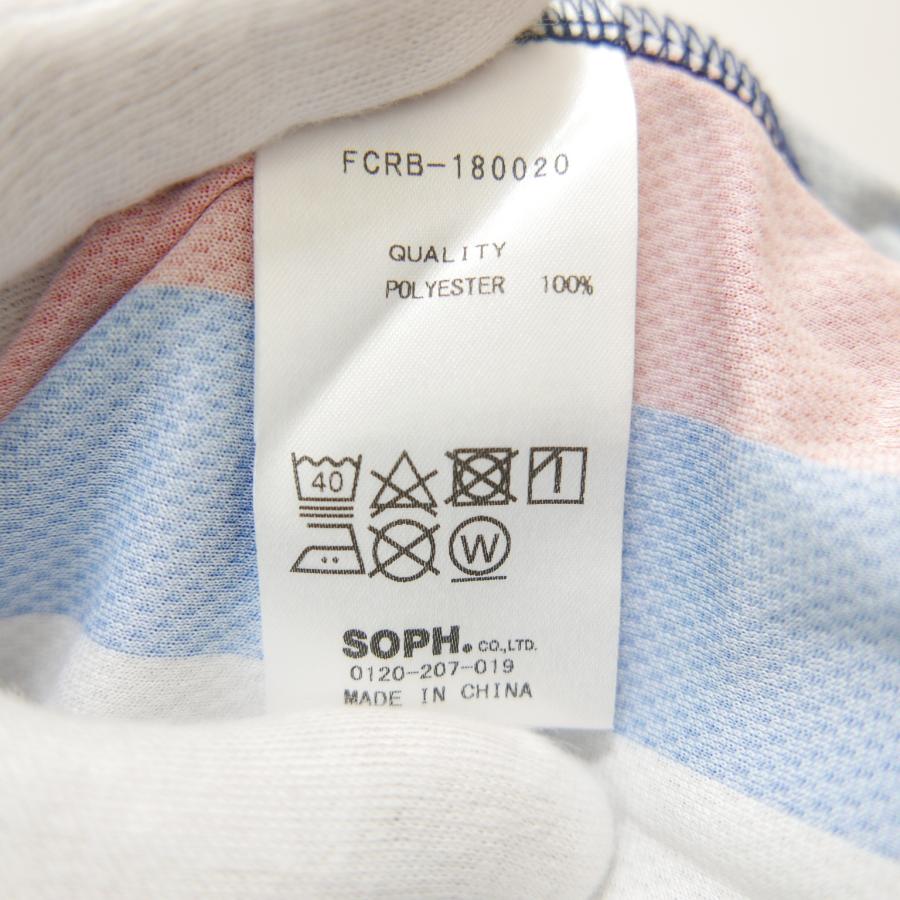 FCRB-180020
QUALITY
POLYESTER 100%
40
W
SOPH. CO.,LTD.
0120-207-019
MADE IN CHINA